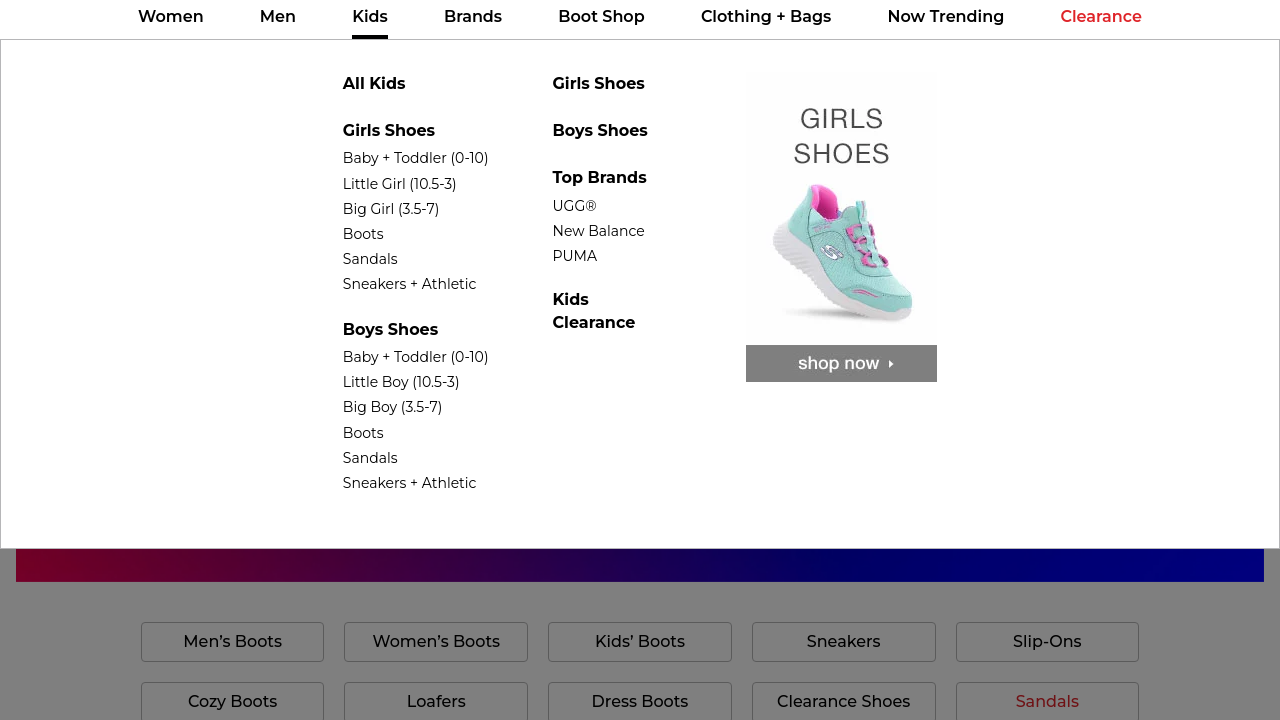 Women Men Kids Brands Boot Shop Clothing + Bags Now Trending Clearance
All Kids
Girls Shoes
Baby + Toddler (0-10)
Little Girl (10.5-3)
Big Girl (3.5-7)
Boots
Sandals
Sneakers + Athletic
Boys Shoes
Baby + Toddler (0-10)
Little Boy (10.5-3)
Big Boy (3.5-7)
Boots
Sandals
Sneakers + Athletic
Girls Shoes
Boys Shoes
Top Brands
UGG®
New Balance
PUMA
Kids
Clearance
GIRLS
SHOES
shop now
Men’s Boots Women’s Boots Kids’ Boots Sneakers Slip-Ons
Cozy Boots Loafers Dress Boots Clearance Shoes Sandals